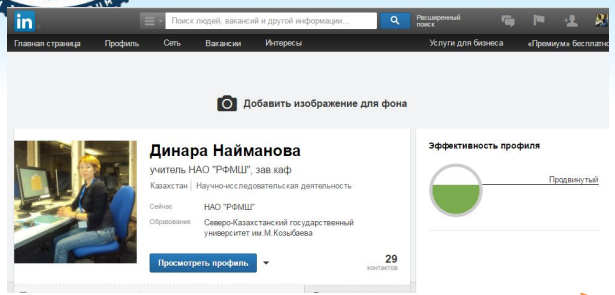 in
Поиск людей, вакансий и другой информации...
Расширенный
поиск
Главная страница Профиль Сеть Вакансии Интересы Услуги для бизнеса «Премиум» бесплатно
Добавить изображение для фона
Динара Найманова
учитель НАО "РФМШ", зав.каф
Казахстан | Научно-исследовательская деятельность
Сейчас НАО "РФМШ"
Образование Северо-Казахстанский государственный
университет им.М.Козыбаева
Просмотреть профиль
29
контактов
Эффективность профиля
Продвинутый